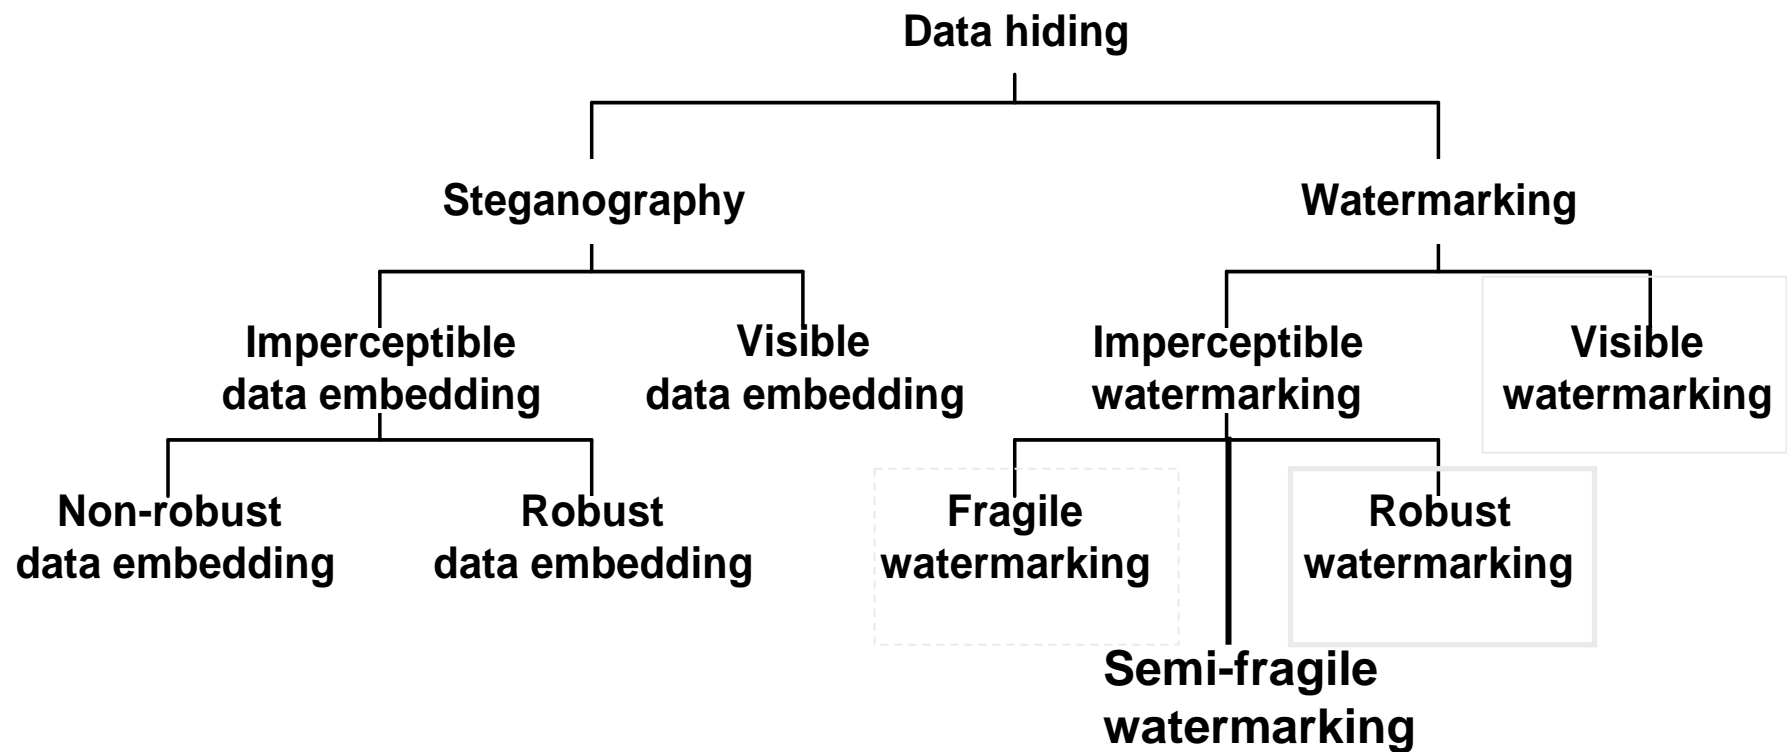 Data hiding
Steganography
Watermarking
Imperceptible
data embedding
Visible
data embedding
Imperceptible
watermarking
Visible
watermarking
Non-robust
data embedding
Robust
data embedding
Fragile
watermarking
Robust
watermarking
Semi-fragile
watermarking